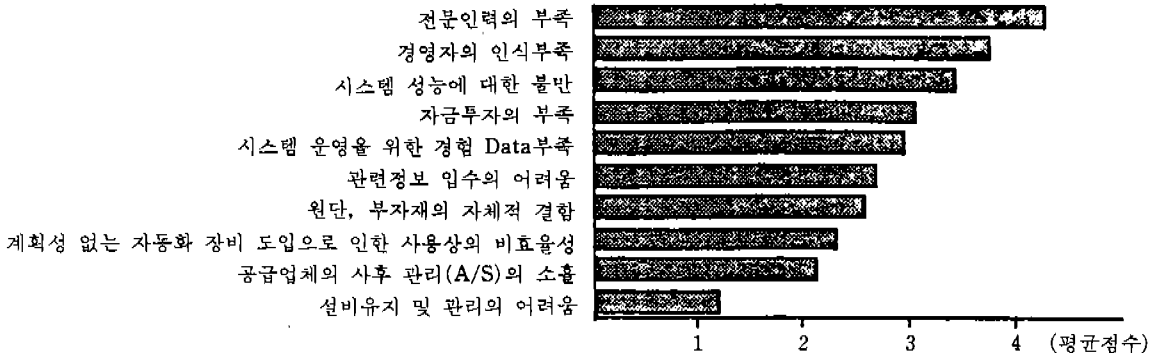 전문인력의 부족
경영자의 인식부족
시스템 성능에 대한 불만
자금투자의 부족
시스템 운영을 위한 경험 Data부족
관련정보 입수의 어려움
원단, 부자재의 자체적 결함
계획성 없는 자동화 장비 도입으로 인한 사용상의 비효율성
공급업체의 사후 관리(A/S)의 소홀
설비유지 및 관리의 어려움
1 2 3 4 (평균점수)